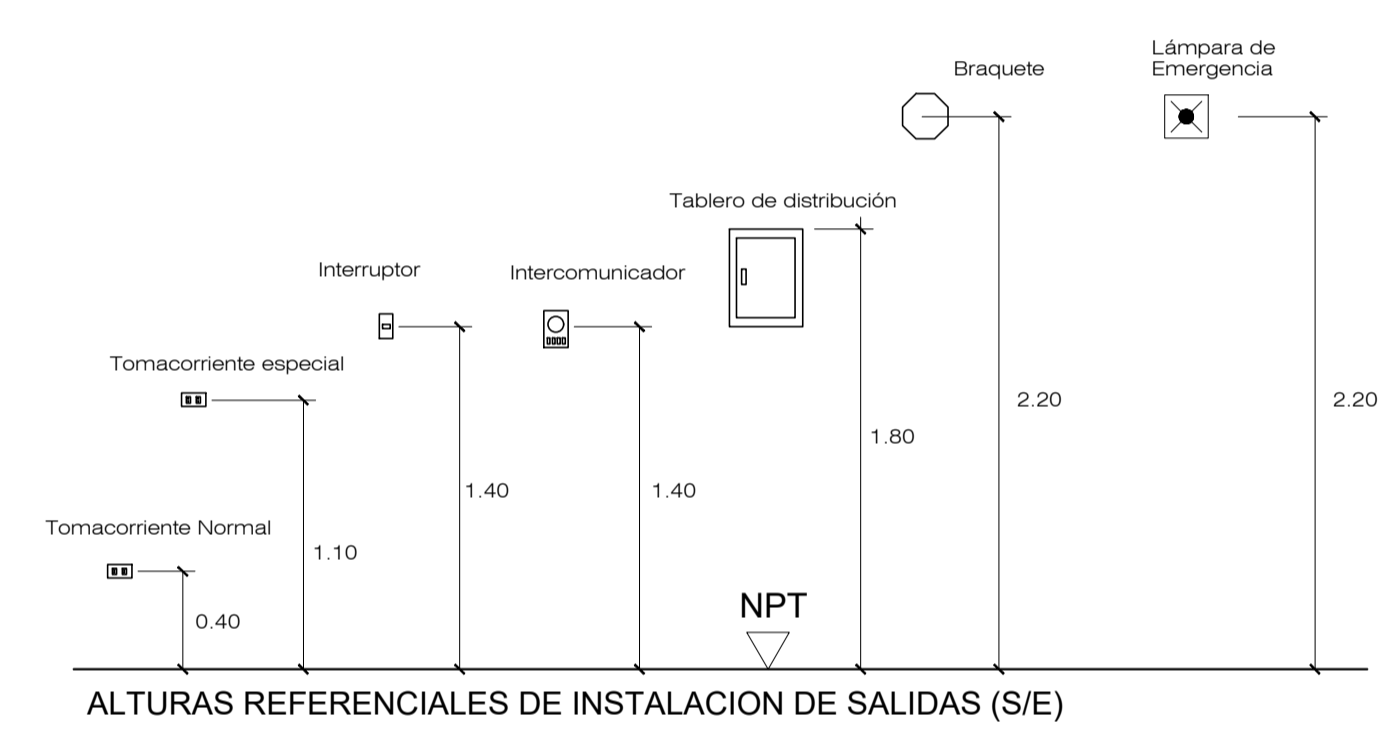 Lámpara de
Emergencia
Braquete
Tablero de distribución
Interruptor
Intercomunicador
Tomacorriente especial
2.20
2.20
1.80
1.40
1.40
Tomacorriente Normal
1.10
0.40
NPT
ALTURAS REFERENCIALES DE INSTALACION DE SALIDAS (S/E)